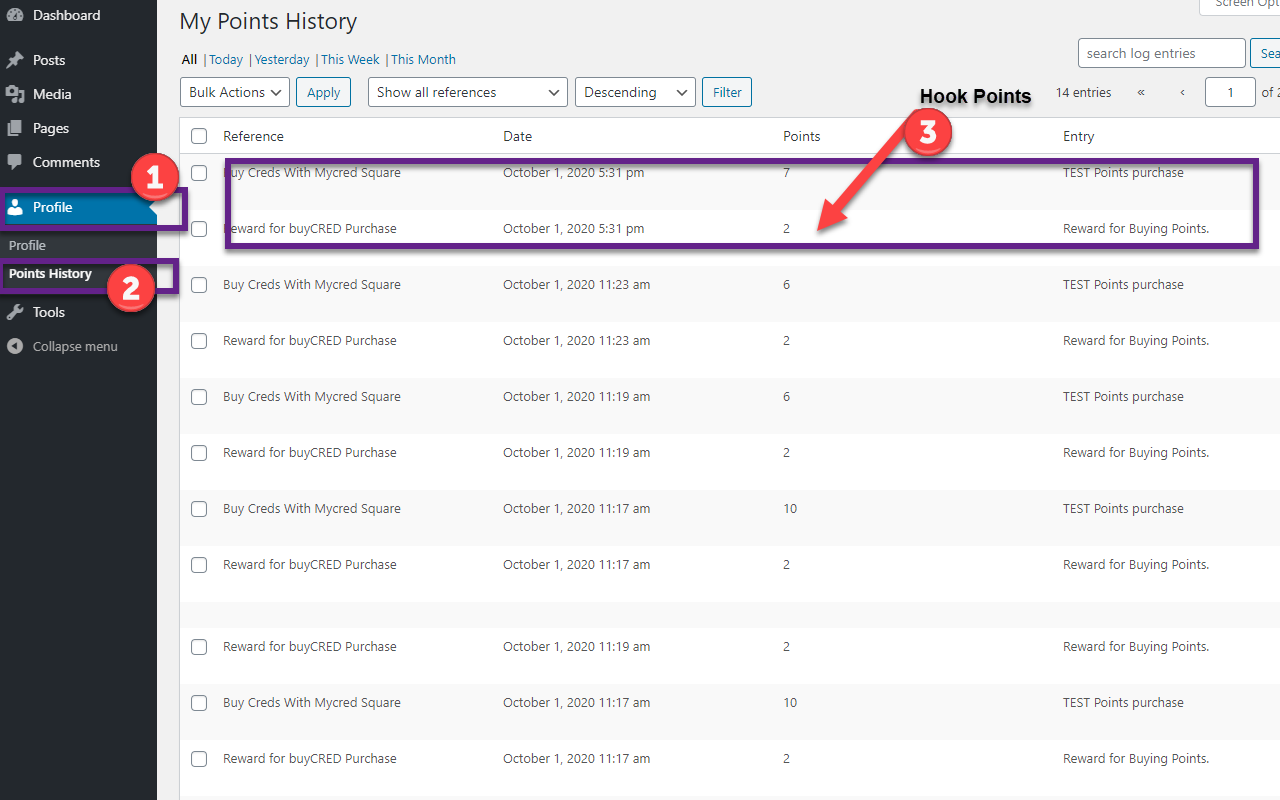 Dashboard
Posts
Media
Pages
Comments
1
Profile
Profile
Points History
2
Tools
Collapse menu
Screen Opt
My Points History
All | Today | Yesterday | This Week | This Month
search log entries
Sea
Bulk Actions Apply Show all references Descending Filter
Hook Points
3
14 entries « ‹ 1 of 2
Reference Date Points Entry
Buy Creds With Mycred Square October 1, 2020 5:31 pm 7 TEST Points purchase
Reward for buyCRED Purchase October 1, 2020 5:31 pm 2 Reward for Buying Points.
Buy Creds With Mycred Square October 1, 2020 11:23 am 6 TEST Points purchase
Reward for buyCRED Purchase October 1, 2020 11:23 am 2 Reward for Buying Points.
Buy Creds With Mycred Square October 1, 2020 11:19 am 6 TEST Points purchase
Reward for buyCRED Purchase October 1, 2020 11:19 am 2 Reward for Buying Points.
Buy Creds With Mycred Square October 1, 2020 11:17 am 10 TEST Points purchase
Reward for buyCRED Purchase October 1, 2020 11:17 am 2 Reward for Buying Points.
Reward for buyCRED Purchase October 1, 2020 11:19 am 2 Reward for Buying Points.
Buy Creds With Mycred Square October 1, 2020 11:17 am 10 TEST Points purchase
Reward for buyCRED Purchase October 1, 2020 11:17 am 2 Reward for Buying Points.